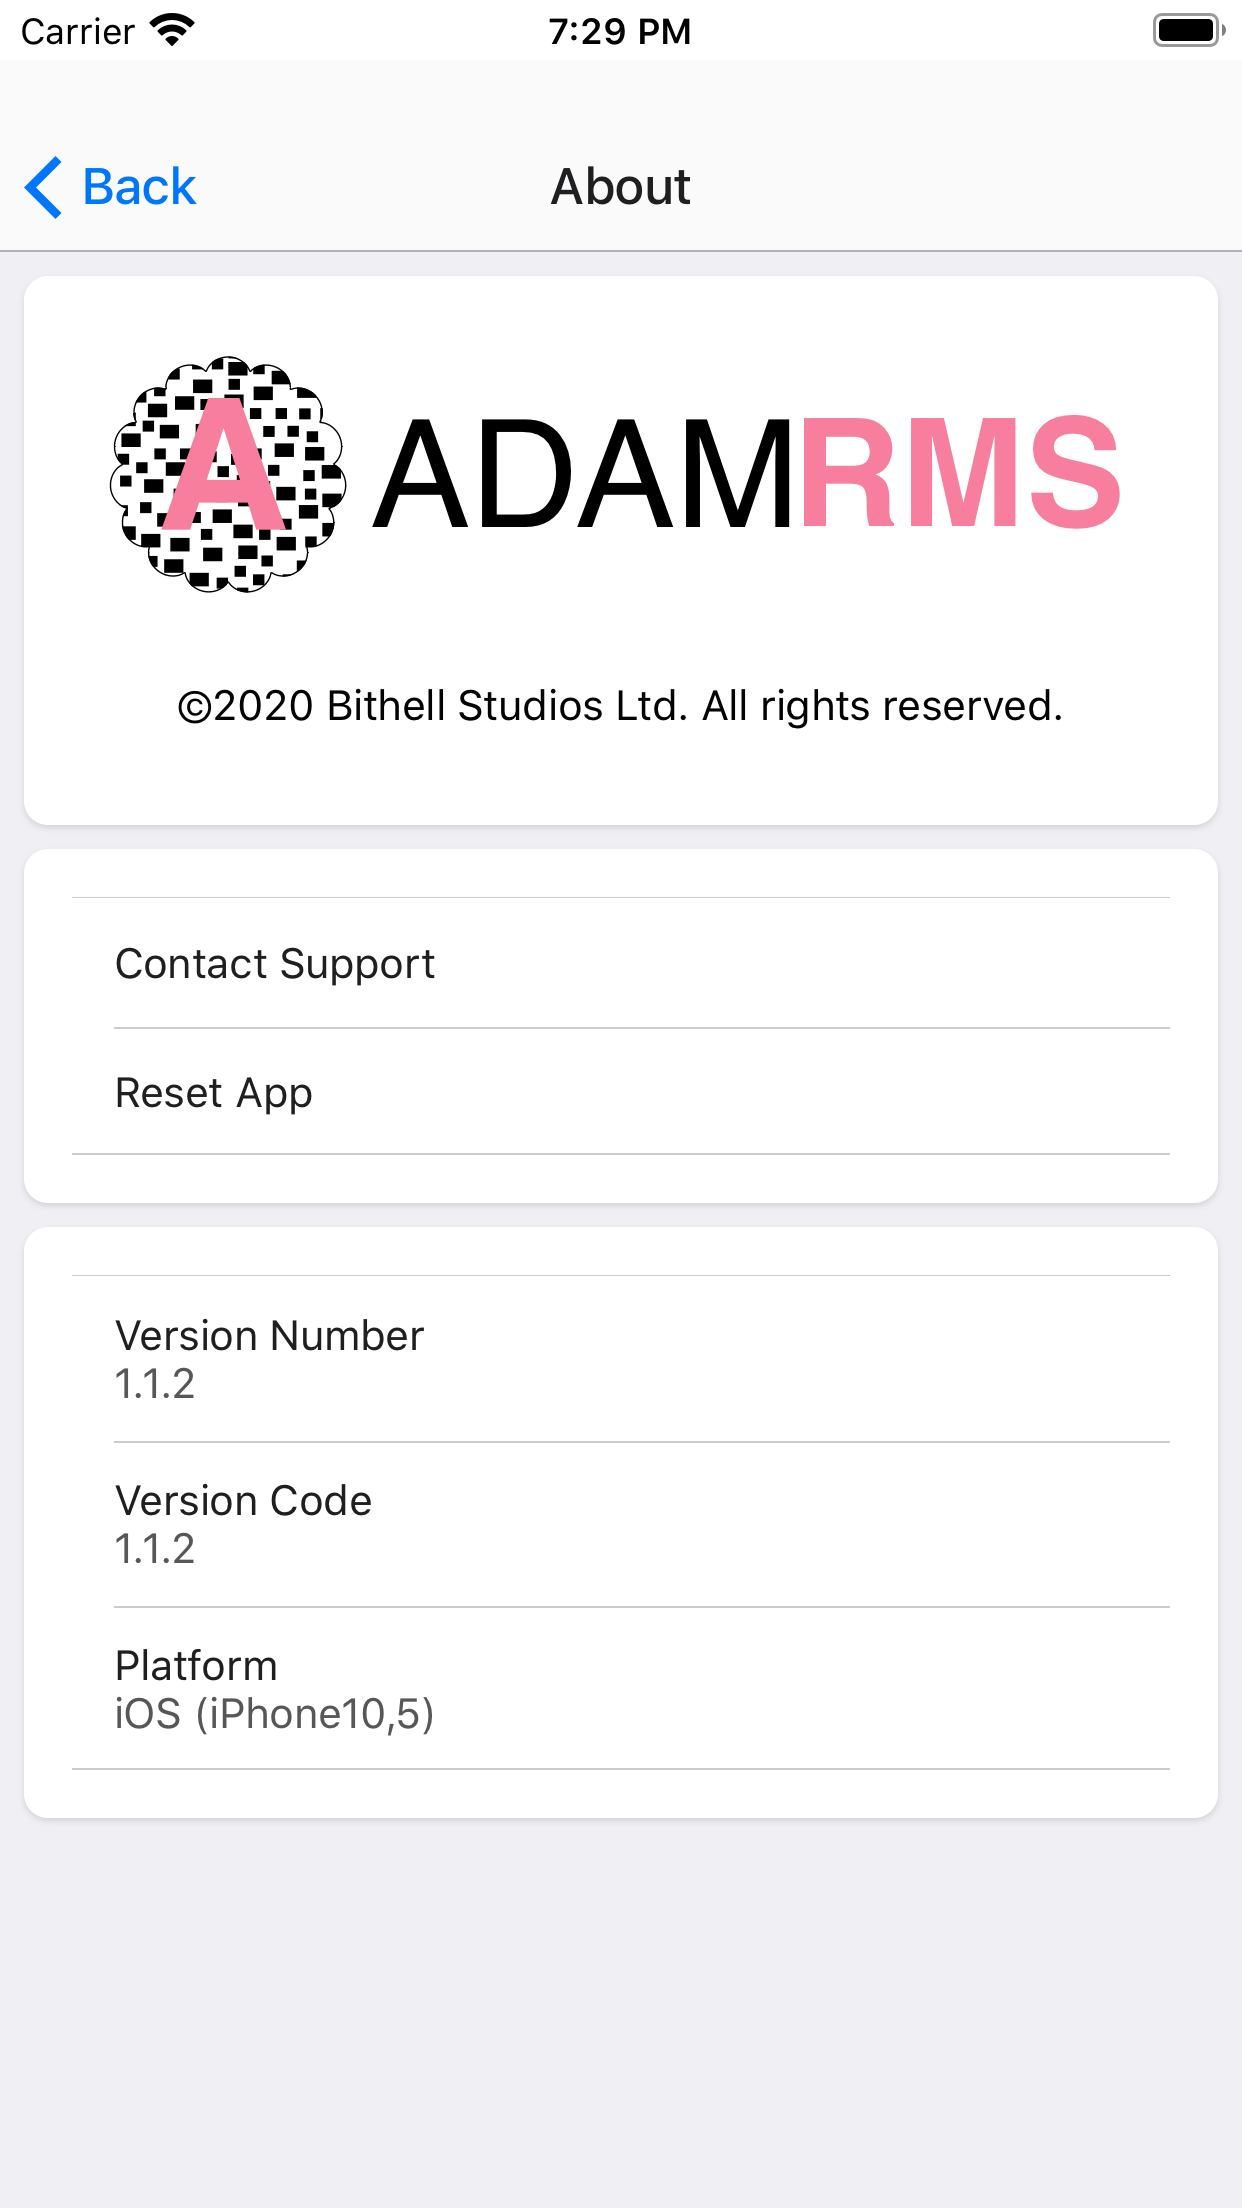 Carrier
7:29 PM
Back
About
A ADAMRMS
©2020 Bithell Studios Ltd. All rights reserved.
Contact Support
Reset App
Version Number
1.1.2
Version Code
1.1.2
Platform
iOS (iPhone10,5)